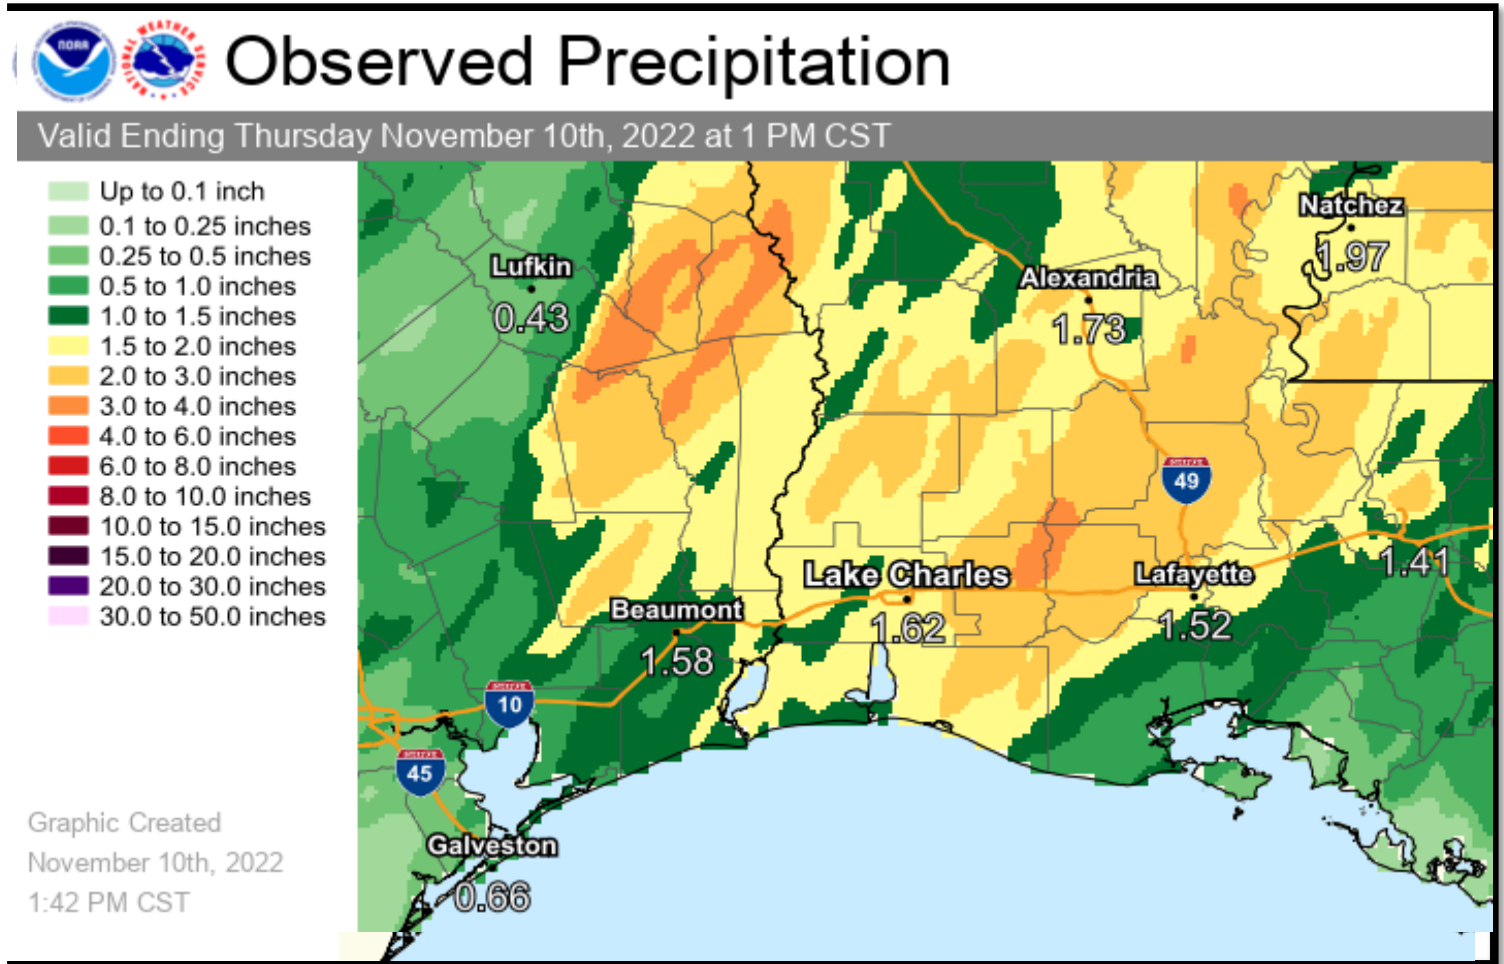 NOAA
NATIONAL WEATHER SERVICE
Observed Precipitation
Valid Ending Thursday November 10th, 2022 at 1 PM CST
Up to 0.1 inch
0.1 to 0.25 inches
0.25 to 0.5 inches
0.5 to 1.0 inches
1.0 to 1.5 inches
1.5 to 2.0 inches
2.0 to 3.0 inches
3.0 to 4.0 inches
4.0 to 6.0 inches
6.0 to 8.0 inches
8.0 to 10.0 inches
10.0 to 15.0 inches
15.0 to 20.0 inches
20.0 to 30.0 inches
30.0 to 50.0 inches
Natchez
1.97
Lufkin
0.43
Alexandria
1.73
49
1.41
Lake Charles
1.62
Lafayette
1.52
Beaumont
1.58
10
45
Galveston
0.66
Graphic Created
November 10th, 2022
1:42 PM CST